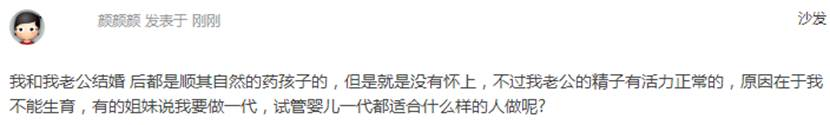 颜颜颜 发表于 刚刚 沙发
我和我老公结婚 后都是顺其自然的药孩子的，但是就是没有怀上，不过我老公的精子有活力正常的，原因在于我
不能生育，有的姐妹说我要做一代，试管婴儿一代都适合什么样的人做呢?